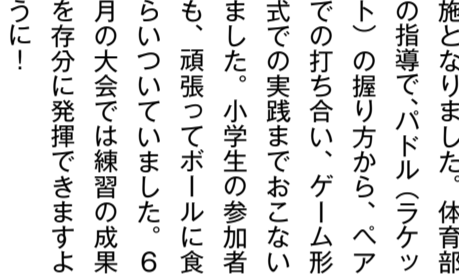 施となりました。体育部
の指導で、パドル（ラケッ
ト）の握り方から、ペア
での打ち合い、ゲーム形
式での実践までおこない
ました。小学生の参加者
も、頑張ってボールに食
らいついていました。６
月の大会では練習の成果
を存分に発揮できますよ
うに！